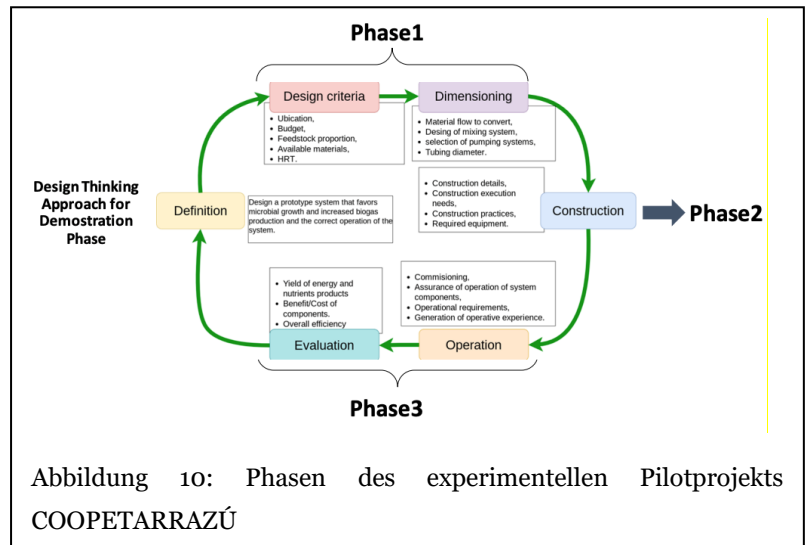 Phase1
Design criteria
• Ubication,
• Budget,
• Feedstock proportion,
• Available materials,
• HRT.
Dimensioning
• Material flow to convert,
• Desing of mixing system,
• selection of pumping systems,
• Tubing diameter.
Design Thinking
Approach for
Demostration
Phase
Definition
Design a prototype system that favors
microbial growth and increased biogas
production and the correct operation of the
system.
• Construction details,
• Construction execution
needs,
• Construction practices,
• Required equipment.
Construction
Phase2
• Yield of energy and
nutrients products
• Benefit/Cost of
components.
• Overall efficiency
Evaluation
• Commisioning,
• Assurance of operation of system
components,
• Operational requirements,
• Generation of operative experience.
Operation
Phase3
Abbildung 10: Phasen des experimentellen Pilotprojekts
COOPETARRAZÚ